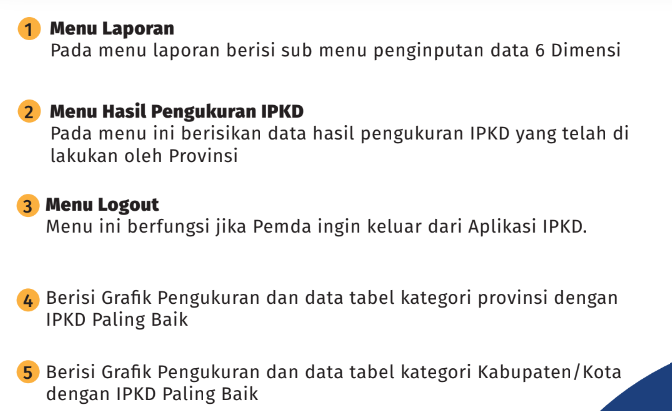 1 Menu Laporan
Pada menu laporan berisi sub menu penginputan data 6 Dimensi
2 Menu Hasil Pengukuran IPKD
Pada menu ini berisikan data hasil pengukuran IPKD yang telah di
lakukan oleh Provinsi
3 Menu Logout
Menu ini berfungsi jika Pemda ingin keluar dari Aplikasi IPKD.
4 Berisi Grafik Pengukuran dan data tabel kategori provinsi dengan
IPKD Paling Baik
5 Berisi Grafik Pengukuran dan data tabel kategori Kabupaten/Kota
dengan IPKD Paling Baik